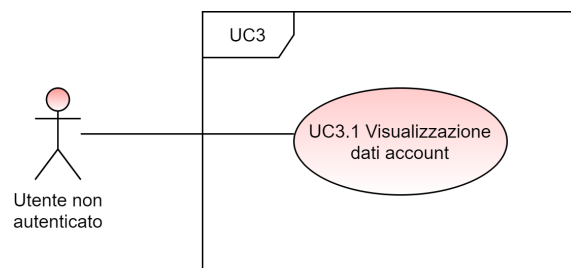 UC3
UC3.1 Visualizzazione
dati account
Utente non
autenticato